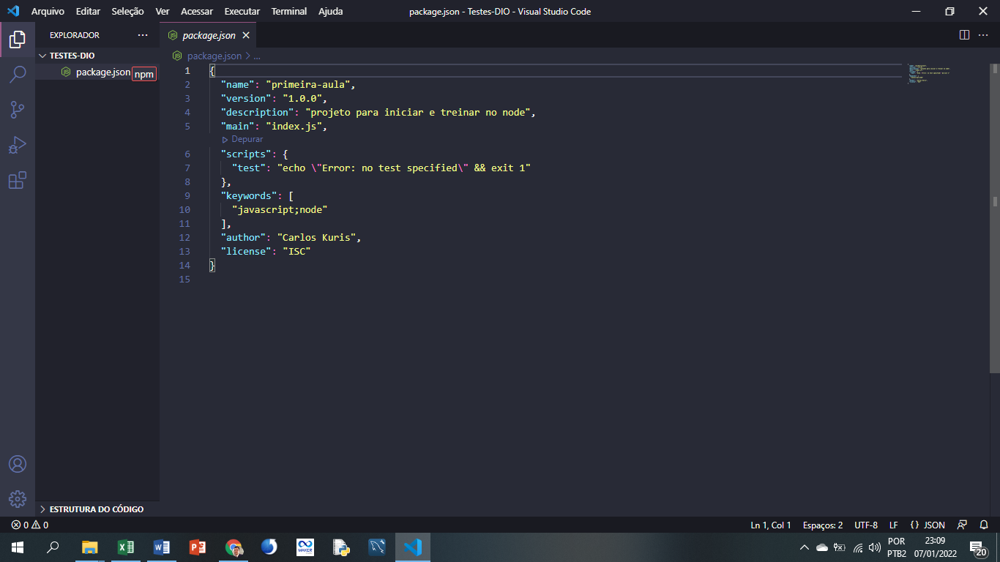 Arquivo Editar Seleção Ver Acessar Executar Terminal Ajuda package.json - Testes-DIO - Visual Studio Code
EXPLORADOR
TESTES-DIO
package.json
npm
ESTRUTURA DO CÓDIGO
package.json
package.json > ...
1 {
2 "name": "primeira-aula",
3 "version": "1.0.0",
4 "description": "projeto para iniciar e treinar no node",
5 "main": "index.js",
Depurar
6 "scripts": {
7 "test": "echo \"Error: no test specified\" && exit 1"
8 },
9 "keywords": [
10 "javascript;node"
11 ],
12 "author": "Carlos Kuris",
13 "license": "ISC"
14 }
15
0 0 Ln 1, Col 1 Espaços: 2 UTF-8 LF {} JSON
MAKER
POR
PTB2
23:09
07/01/2022
20